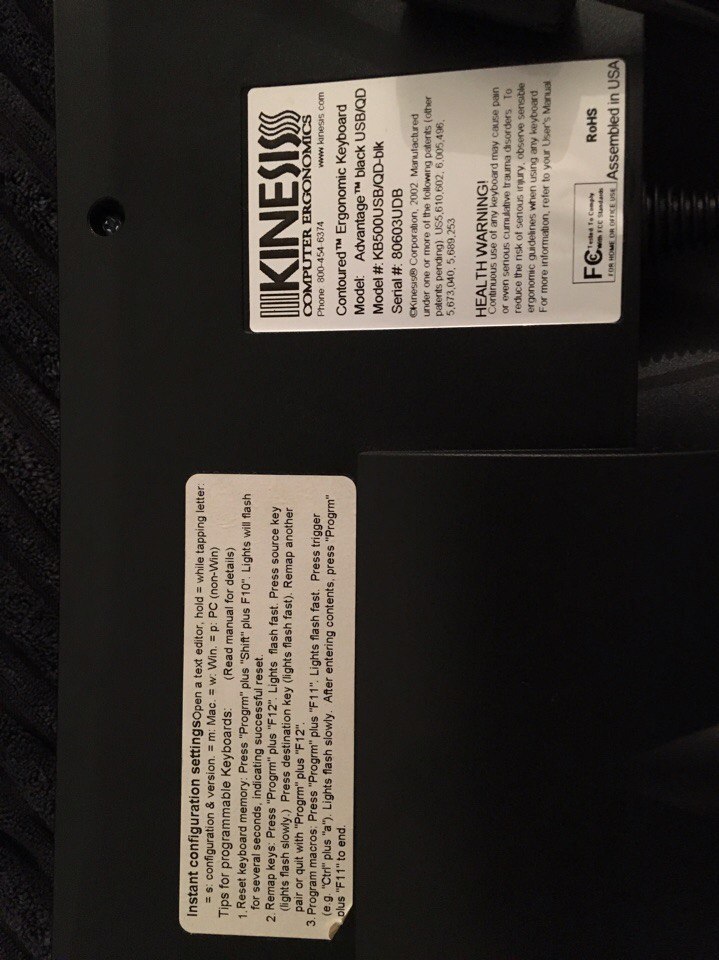 KINESIS
COMPUTER ERGONOMICS
Phone 800-454-6374 www.kinesis.com
Contoured™ Ergonomic Keyboard
Model: Advantage™ black USB/QD
Model #: KB500USB/QD-blk
Serial #: 80603UDB
©Kinesis® Corporation, 2002. Manufactured
under one or more of the following patents (other
patents pending) US5,610,602, 6,005,496,
5,673,040, 5,689,253
HEALTH WARNING!
Continuous use of any keyboard may cause pain
or even serious cumulative trauma disorders. To
reduce the risk of serious injury, observe sensible
ergonomic guidelines when using any keyboard
For more information, refer to your User's Manual.
FC Tested To Comply
With FCC Standards
FOR HOME OR OFFICE USE
RoHS
Assembled in USA
Instant configuration settings Open a text editor, hold = while tapping letter:
= s: configuration & version. = m: Mac. = w: Win. = p: PC (non-Win)
Tips for programmable Keyboards: (Read manual for details)
1. Reset keyboard memory: Press "Progrm" plus "Shift" plus F10". Lights will flash
for several seconds, indicating successful reset.
2. Remap keys: Press "Progrm" plus "F12". Lights flash fast. Press source key
(lights flash slowly.) Press destination key (lights flash fast). Remap another
pair or quit with "Progrm" plus "F12".
3. Program macros: Press "Progrm" plus "F11". Lights flash fast. Press trigger
(e.g. "Ctrl" plus "a"). Lights flash slowly. After entering contents, press "Progrm"
plus "F11" to end.